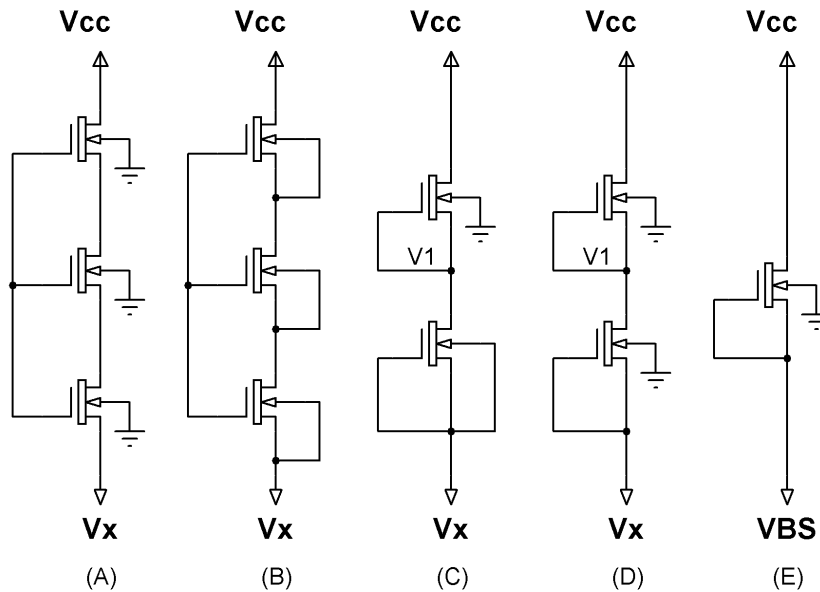 Vcc Vcc Vcc Vcc Vcc
V1 V1
Vx Vx Vx Vx VBS
(A) (B) (C) (D) (E)